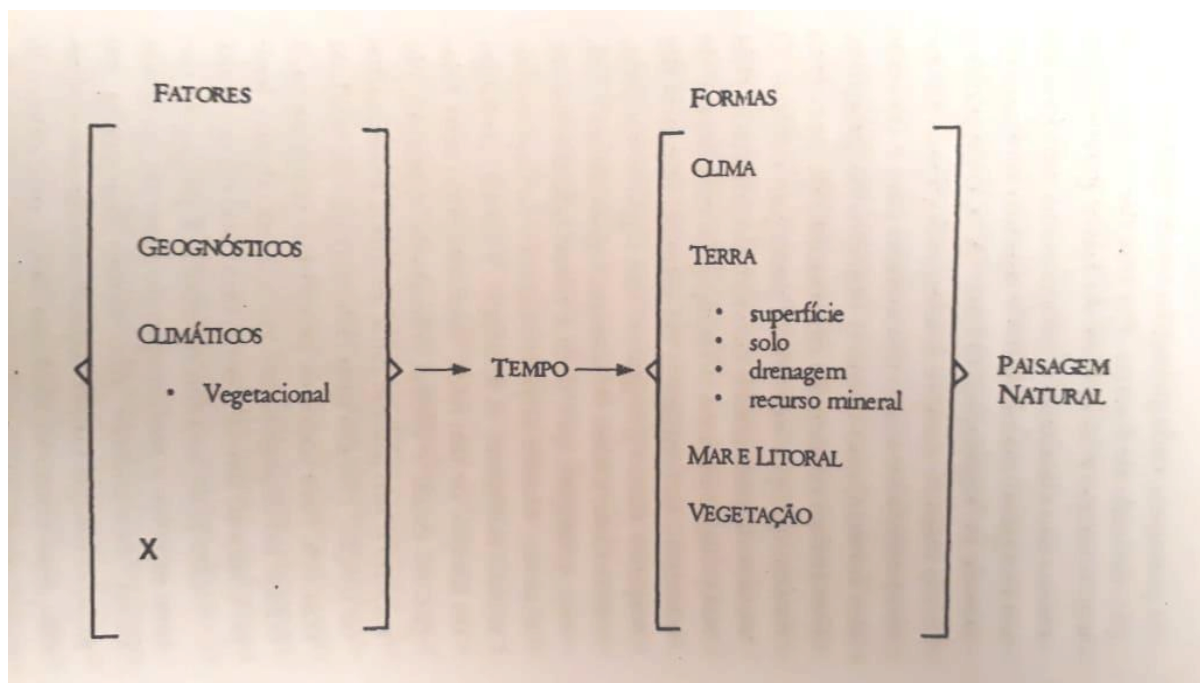 FATORES
GEOGNÓSTICOS
CLIMÁTICOS
• Vegetacional
X
TEMPO
FORMAS
CLIMA
TERRA
• superfície
• solo
• drenagem
• recurso mineral
MAR E LITORAL
VEGETAÇÃO
PAISAGEM
NATURAL